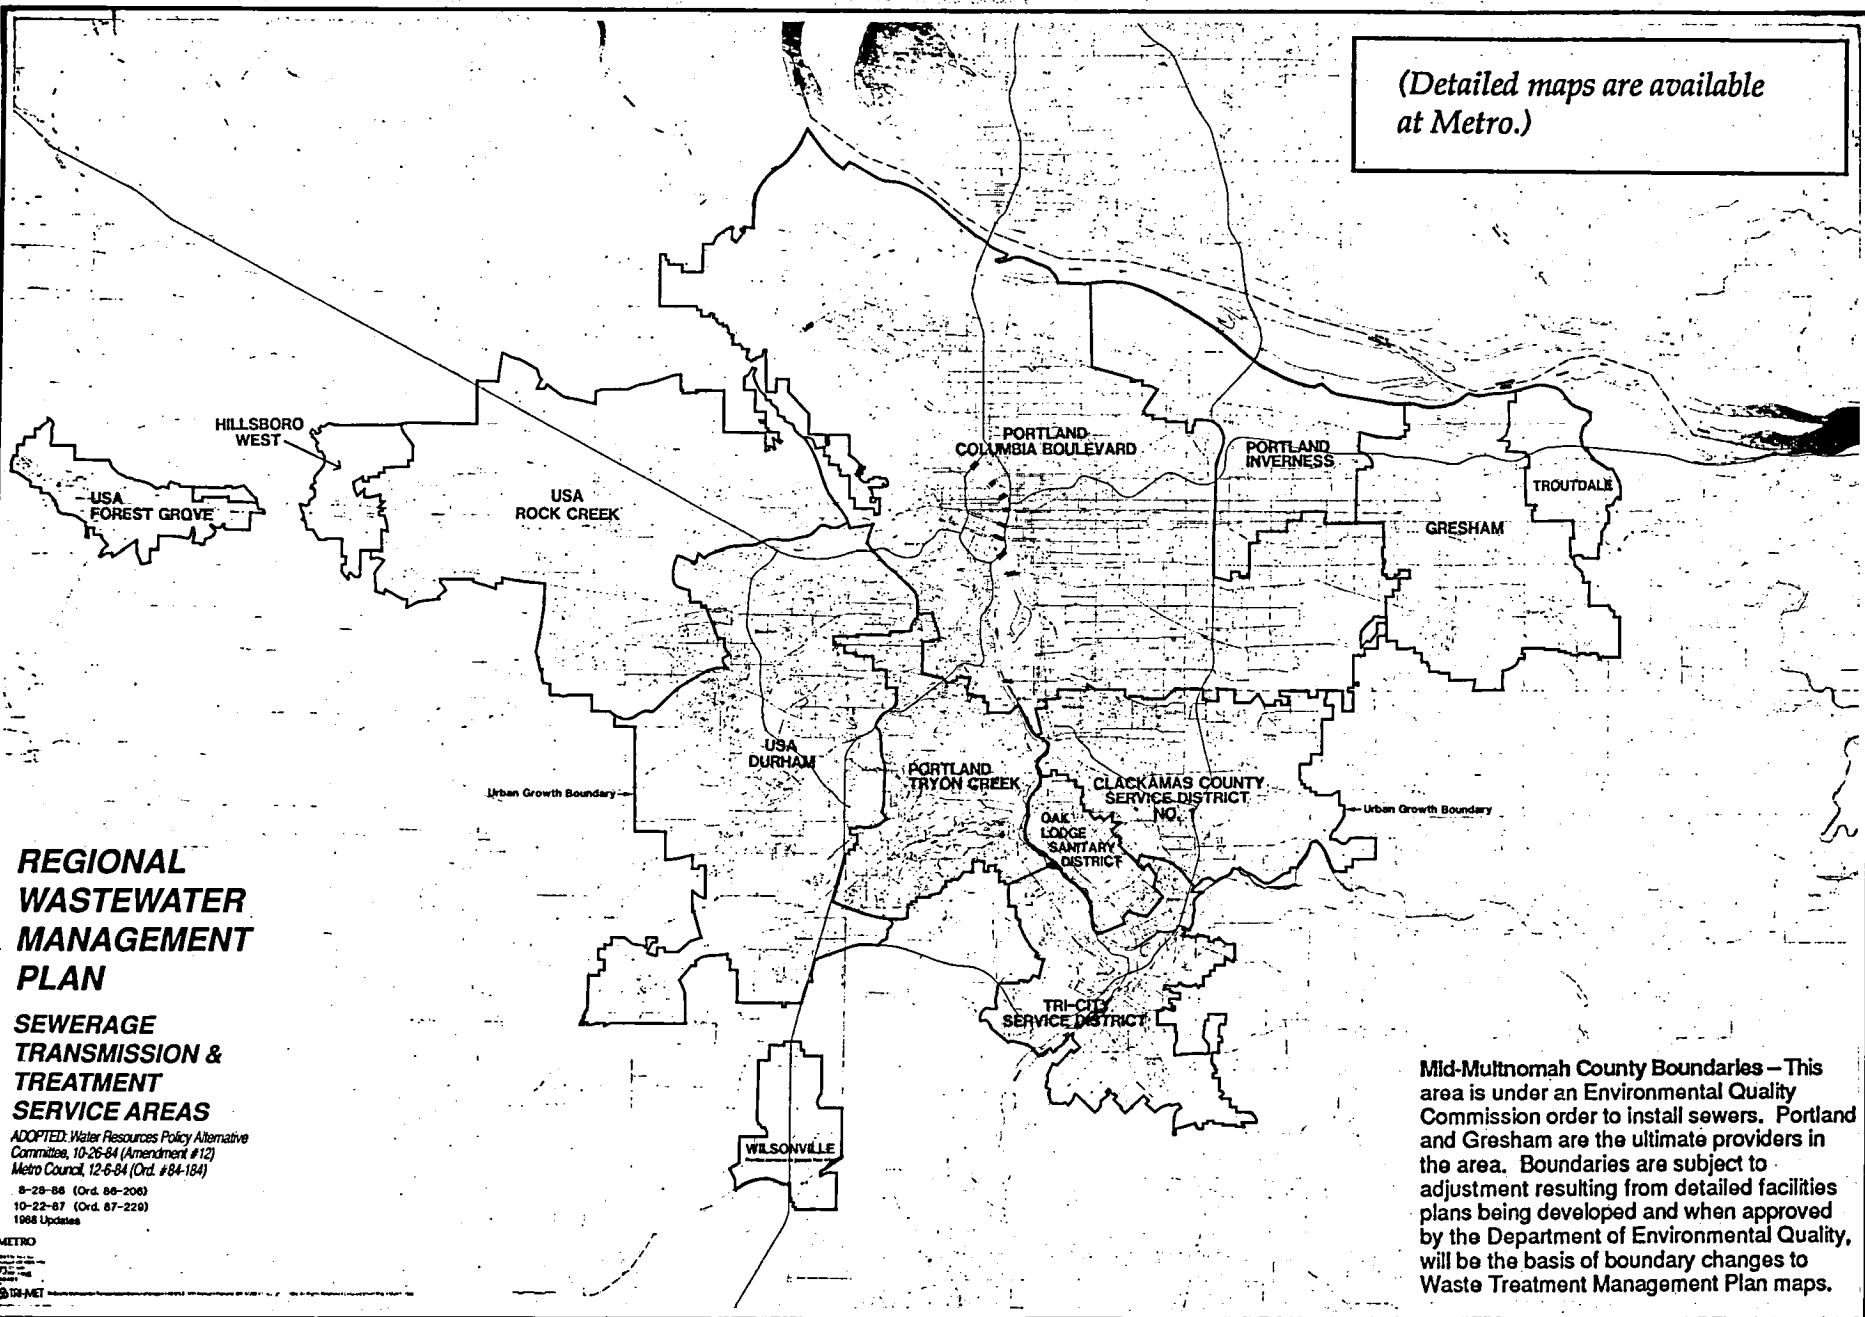 (Detailed maps are available
at Metro.)
HILLSBORO
WEST
USA
FOREST GROVE
USA
ROCK CREEK
PORTLAND
COLUMBIA BOULEVARD
PORTLAND
INVERNESS
TROUTDALE
GRESHAM
USA
DURHAM
PORTLAND
TRYON CREEK
CLACKAMAS COUNTY
SERVICE DISTRICT
NO.
OAK
LODGE
SANITARY
DISTRICT
Urban Growth Boundary
Urban Growth Boundary
TRI-CITY
SERVICE DISTRICT
WILSONVILLE
REGIONAL
WASTEWATER
MANAGEMENT
PLAN
SEWERAGE
TRANSMISSION &
TREATMENT
SERVICE AREAS
ADOPTED: Water Resources Policy Alternative
Committee, 10-26-84 (Amendment #12)
Metro Council, 12-6-84 (Ord. #84-184)
8-28-86 (Ord. 86-206)
10-22-87 (Ord. 87-229)
1988 Updates
METRO
TRI-MET
Mid-Multnomah County Boundaries – This
area is under an Environmental Quality
Commission order to install sewers. Portland
and Gresham are the ultimate providers in
the area. Boundaries are subject to
adjustment resulting from detailed facilities
plans being developed and when approved
by the Department of Environmental Quality,
will be the basis of boundary changes to
Waste Treatment Management Plan maps.